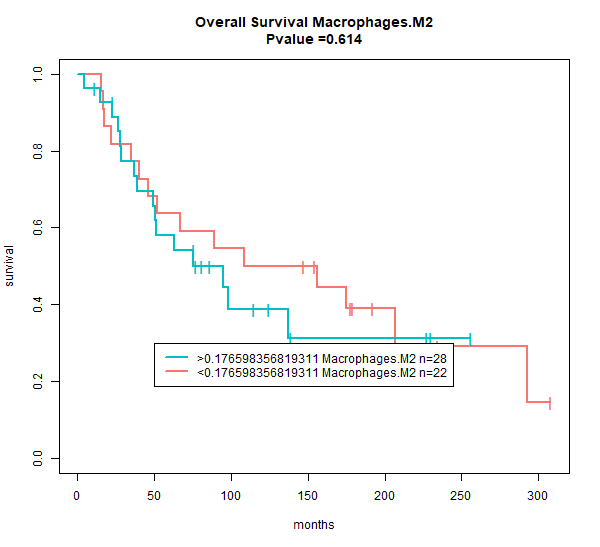 Overall Survival Macrophages.M2
Pvalue =0.614
survival
1.0
0.8
0.6
0.4
0.2
0.0
>0.176598356819311 Macrophages.M2 n=28
<0.176598356819311 Macrophages.M2 n=22
0 50 100 150 200 250 300
months